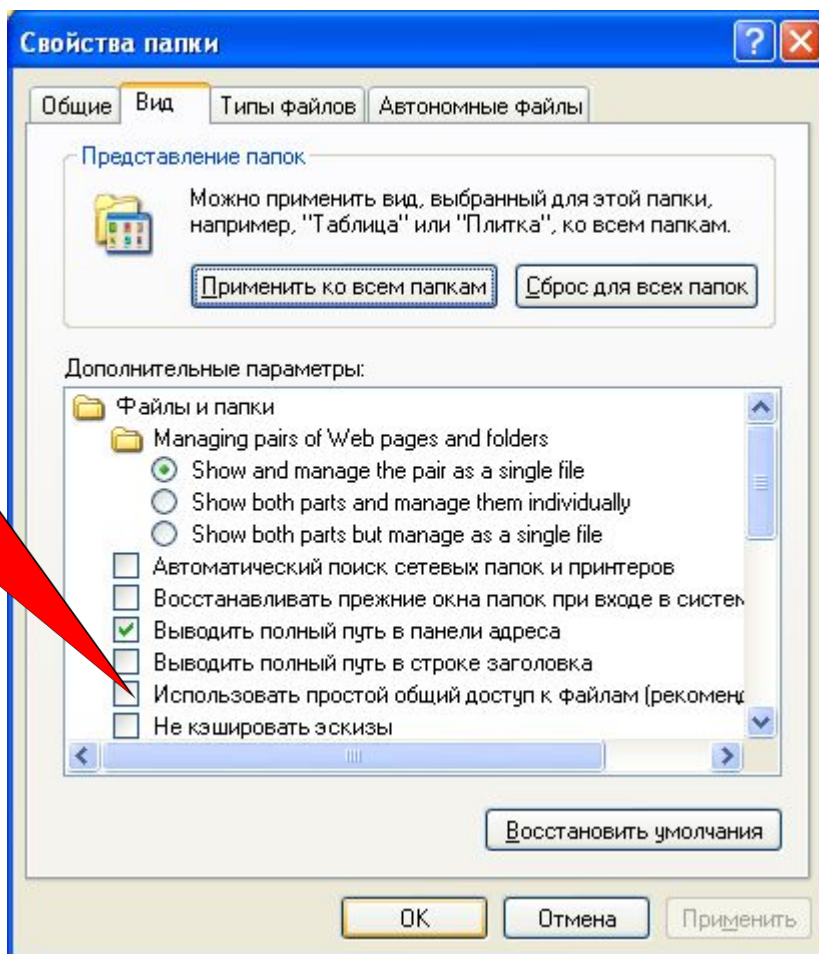 Свойства папки
Общие Вид Типы файлов Автономные файлы
Представление папок
Можно применить вид, выбранный для этой папки,
например, "Таблица" или "Плитка", ко всем папкам.
Применить ко всем папкам Сброс для всех папок
Дополнительные параметры:
Файлы и папки
Managing pairs of Web pages and folders
Show and manage the pair as a single file
Show both parts and manage them individually
Show both parts but manage as a single file
Автоматический поиск сетевых папок и принтеров
Восстанавливать прежние окна папок при входе в систем
Выводить полный путь в панели адреса
Выводить полный путь в строке заголовка
Использовать простой общий доступ к файлам (рекоменд
Не кэшировать эскизы
Восстановить умолчания
ОК Отмена Применить